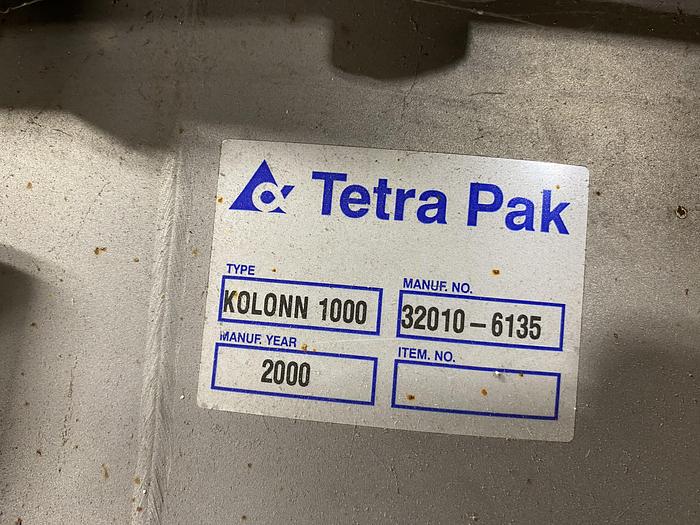 Tetra Pak
TYPE
KOLONN 1000
MANUF. NO.
32010-6135
MANUF. YEAR
2000
ITEM. NO.